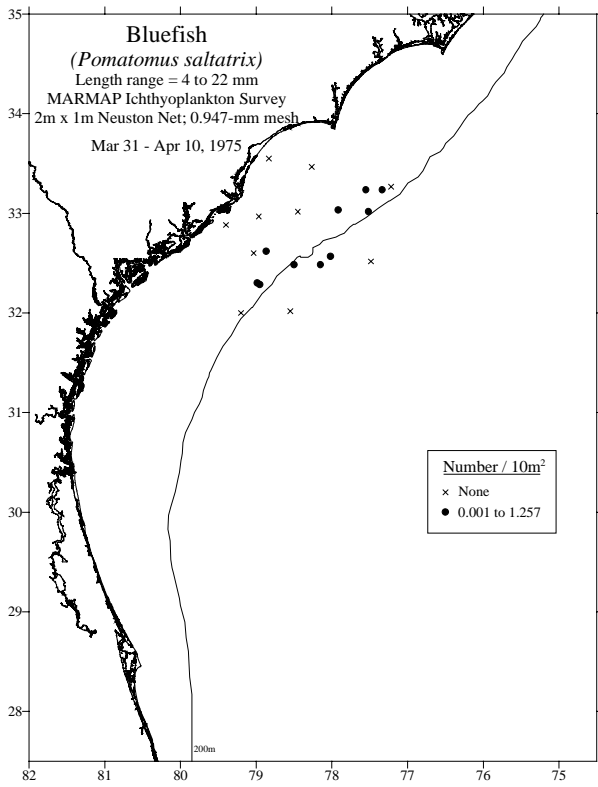 Bluefish
(Pomatomus saltatrix)
Length range = 4 to 22 mm
MARMAP Ichthyoplankton Survey
2m x 1m Neuston Net; 0.947-mm mesh
Mar 31 - Apr 10, 1975
35
34
33
32
31
30
29
28
Number / 10m²
× None
● 0.001 to 1.257
200m
82 81 80 79 78 77 76 75